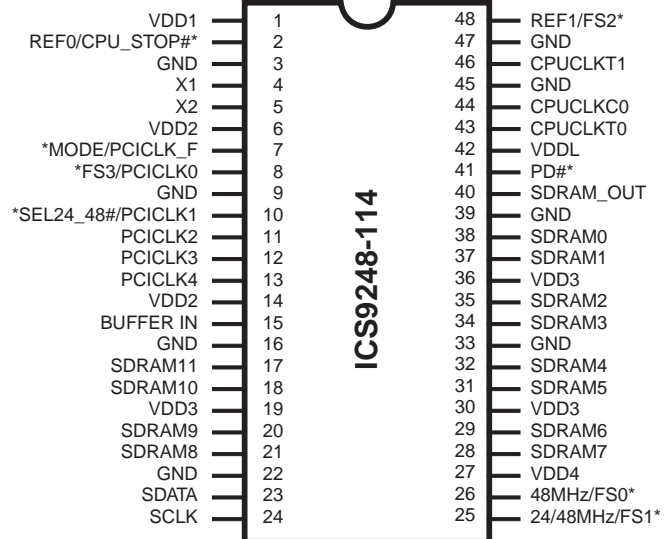 VDD1 1 48 REF1/FS2*
REF0/CPU_STOP#* 2 47 GND
GND 3 46 CPUCLKT1
X1 4 45 GND
X2 5 44 CPUCLKC0
VDD2 6 43 CPUCLKT0
*MODE/PCICLK_F 7 42 VDDL
*FS3/PCICLK0 8 41 PD#*
GND 9 40 SDRAM_OUT
*SEL24_48#/PCICLK1 10 39 GND
PCICLK2 11 38 SDRAM0
PCICLK3 12 37 SDRAM1
PCICLK4 13 36 VDD3
VDD2 14 35 SDRAM2
BUFFER IN 15 34 SDRAM3
GND 16 33 GND
SDRAM11 17 32 SDRAM4
SDRAM10 18 31 SDRAM5
VDD3 19 30 VDD3
SDRAM9 20 29 SDRAM6
SDRAM8 21 28 SDRAM7
GND 22 27 VDD4
SDATA 23 26 48MHz/FS0*
SCLK 24 25 24/48MHz/FS1*
ICS9248-114